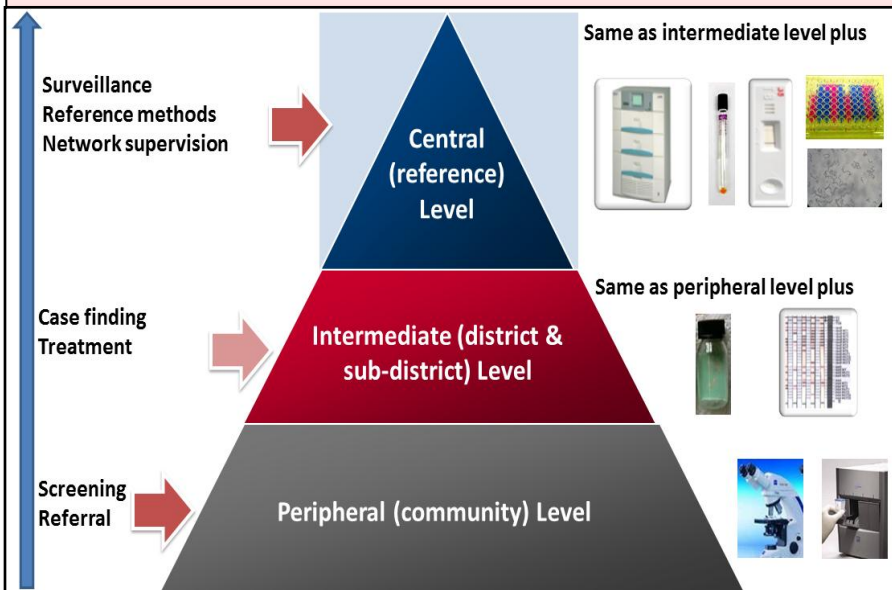 Same as intermediate level plus
Surveillance
Reference methods
Network supervision
Central
(reference)
Level
Same as peripheral level plus
Case finding
Treatment
Intermediate (district &
sub-district) Level
Screening
Referral
Peripheral (community) Level